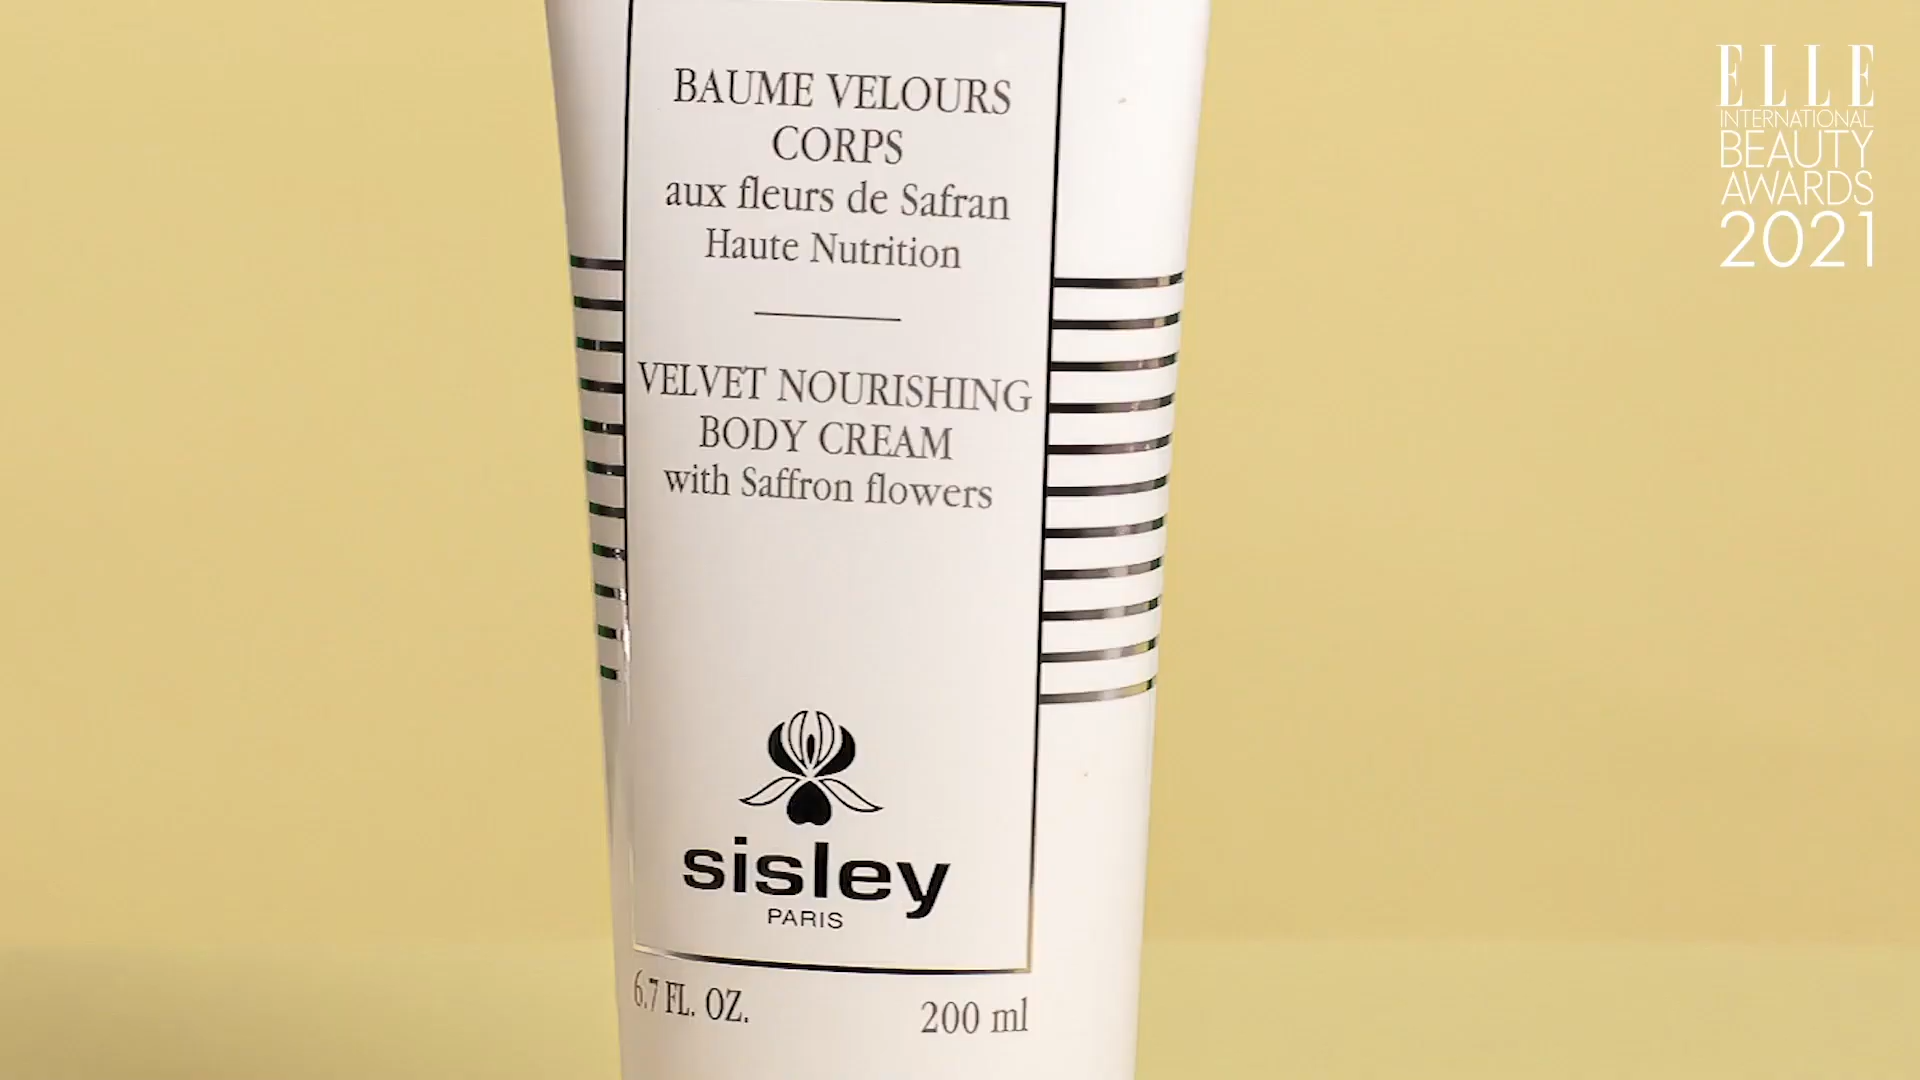 BAUME VELOURS
CORPS
aux fleurs de Safran
Haute Nutrition
VELVET NOURISHING
BODY CREAM
with Saffron flowers
sisley
PARIS
6.7 FL. OZ.
200 ml
ELLE
INTERNATIONAL
BEAUTY
AWARDS
2021